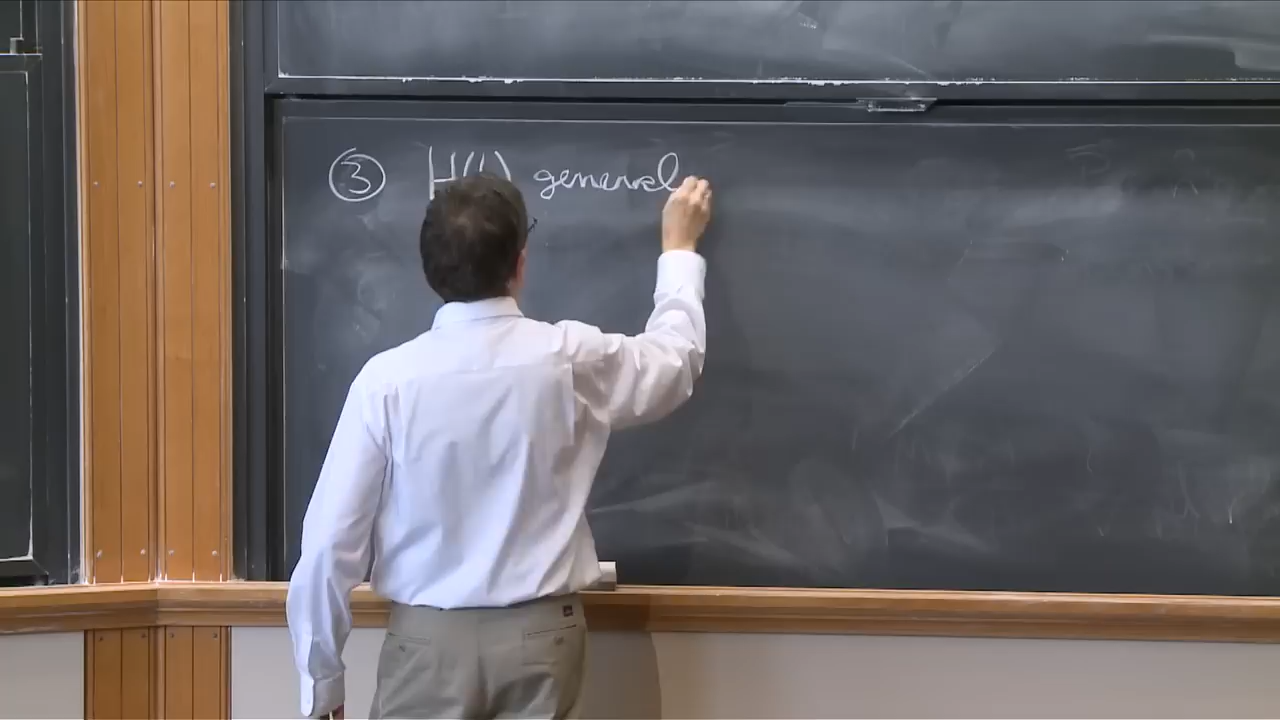 ③ H(t) general